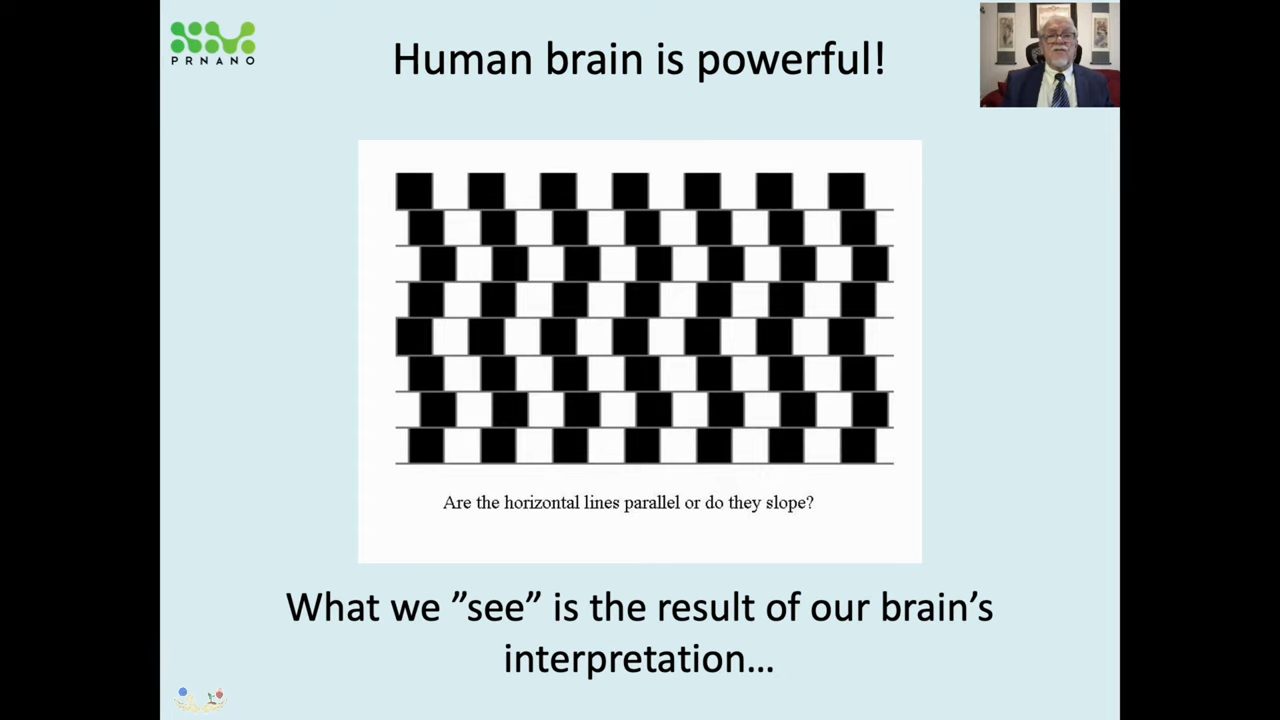 PRNANO
Human brain is powerful!
Are the horizontal lines parallel or do they slope?
What we ”see” is the result of our brain’s
interpretation...